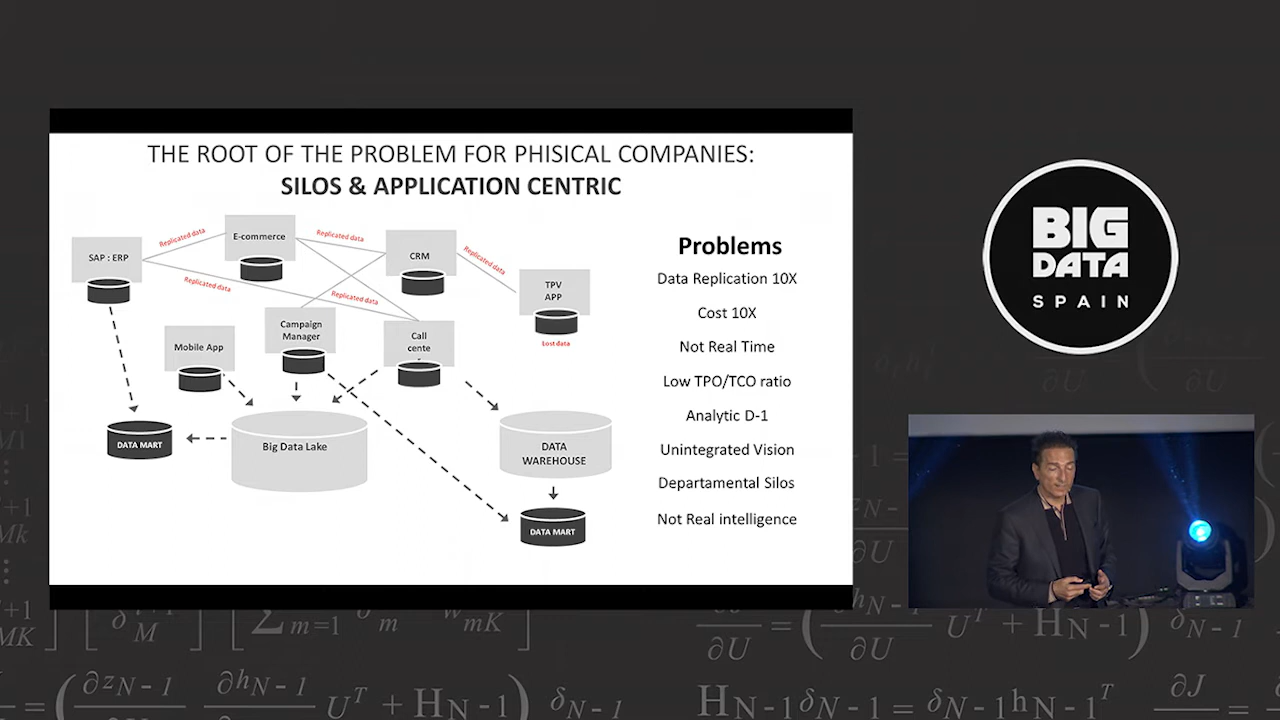 THE ROOT OF THE PROBLEM FOR PHISICAL COMPANIES:
SILOS & APPLICATION CENTRIC
SAP : ERP
Replicated data
E-commerce
Replicated data
CRM
Replicated data
TPV
APP
Lost data
Replicated data
Replicated data
Mobile App
Campaign
Manager
Call
cente
DATA MART
Big Data Lake
DATA
WAREHOUSE
DATA MART
Problems
Data Replication 10X
Cost 10X
Not Real Time
Low TPO/TCO ratio
Analytic D-1
Unintegrated Vision
Departamental Silos
Not Real intelligence
BIG
DATA
SPAIN